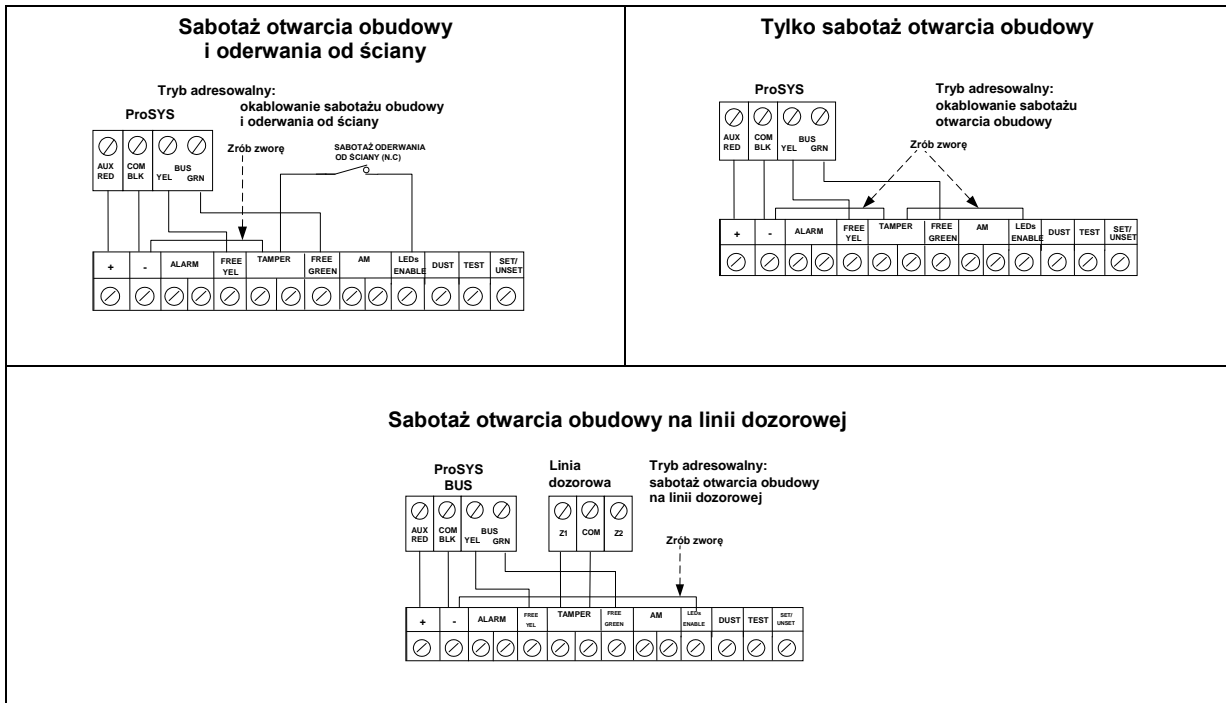 Sabotaż otwarcia obudowy
i oderwania od ściany
Tryb adresowalny:
okablowanie sabotażu obudowy
i oderwania od ściany
ProSYS
Zrób zworę
SABOTAŻ ODERWANIA
OD ŚCIANY (N.C)
AUX COM BUS
RED BLK YEL GRN
+ - ALARM FREE YEL TAMPER FREE GREEN AM LEDs ENABLE DUST TEST SET/ UNSET
Tylko sabotaż otwarcia obudowy
ProSYS
Tryb adresowalny:
okablowanie sabotażu
otwarcia obudowy
Zrób zworę
AUX COM BUS
RED BLK YEL GRN
+ - ALARM FREE YEL TAMPER FREE GREEN AM LEDs ENABLE DUST TEST SET/ UNSET
Sabotaż otwarcia obudowy na linii dozorowej
ProSYS
BUS
Linia
dozorowa
Tryb adresowalny:
sabotaż otwarcia obudowy
na linii dozorowej
Zrób zworę
AUX COM BUS
RED BLK YEL GRN
Z1 COM Z2
+ - ALARM FREE YEL TAMPER FREE GREEN AM LEDs ENABLE DUST TEST SET/ UNSET